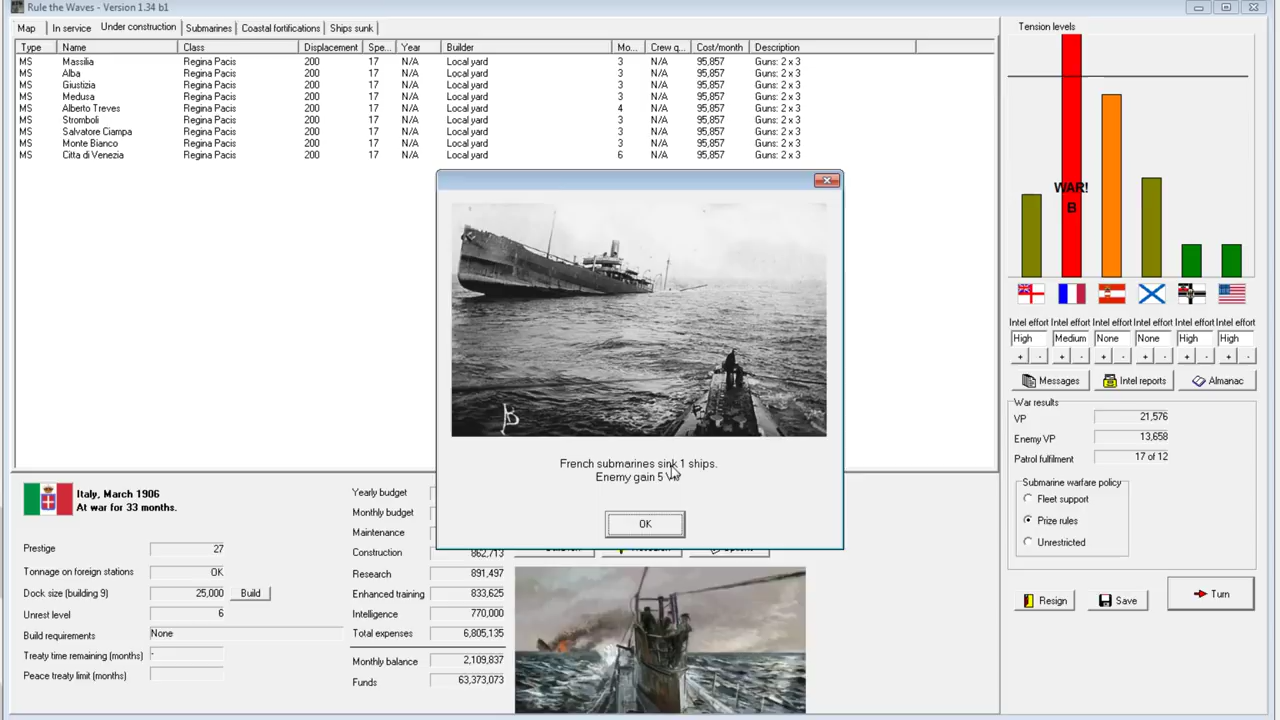 Rule the Waves - Version 1.34 b1
Map In service Under construction Submarines Coastal fortifications Ships sunk
Type Name Class Displacement Spe... Year Builder Mo... Crew q... Cost/month Description
MS Massilia Regina Pacis 200 17 N/A Local yard 3 N/A 95,857 Guns: 2 x 3
MS Alba Regina Pacis 200 17 N/A Local yard 3 N/A 95,857 Guns: 2 x 3
MS Giustizia Regina Pacis 200 17 N/A Local yard 3 N/A 95,857 Guns: 2 x 3
MS Medusa Regina Pacis 200 17 N/A Local yard 3 N/A 95,857 Guns: 2 x 3
MS Alberto Treves Regina Pacis 200 17 N/A Local yard 4 N/A 95,857 Guns: 2 x 3
MS Stromboli Regina Pacis 200 17 N/A Local yard 3 N/A 95,857 Guns: 2 x 3
MS Salvatore Ciampa Regina Pacis 200 17 N/A Local yard 3 N/A 95,857 Guns: 2 x 3
MS Monte Bianco Regina Pacis 200 17 N/A Local yard 3 N/A 95,857 Guns: 2 x 3
MS Citta di Venezia Regina Pacis 200 17 N/A Local yard 6 N/A 95,857 Guns: 2 x 3
French submarines sink 1 ships.
Enemy gain 5
OK
Italy, March 1906
At war for 33 months.
Prestige 27
Tonnage on foreign stations OK
Dock size (building 9) 25,000 Build
Unrest level 6
Build requirements None
Treaty time remaining (months) -
Peace treaty limit (months)
Yearly budget
Monthly budget
Maintenance
Construction 862,713
Research 891,497
Enhanced training 833,625
Intelligence 770,000
Total expenses 6,805,135
Monthly balance 2,109,837
Funds 63,373,073
Tension levels
WAR!
B
Intel effort Intel effort Intel effort Intel effort Intel effort Intel effort
High Medium None None High High
+ - + - + - + - + - + -
Messages Intel reports Almanac
War results
VP 21,576
Enemy VP 13,658
Patrol fulfilment 17 of 12
Submarine warfare policy
Fleet support
Prize rules
Unrestricted
Resign Save Turn